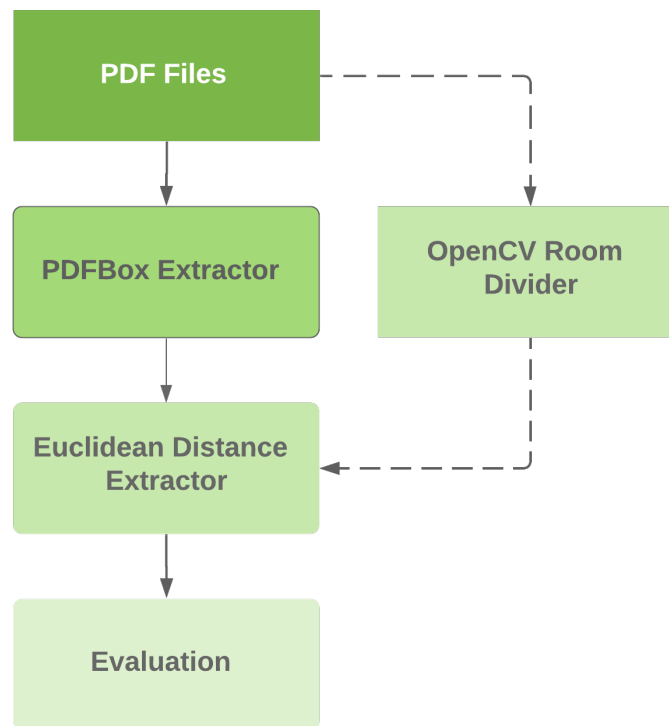 PDF Files
PDFBox Extractor
OpenCV Room
Divider
Euclidean Distance
Extractor
Evaluation